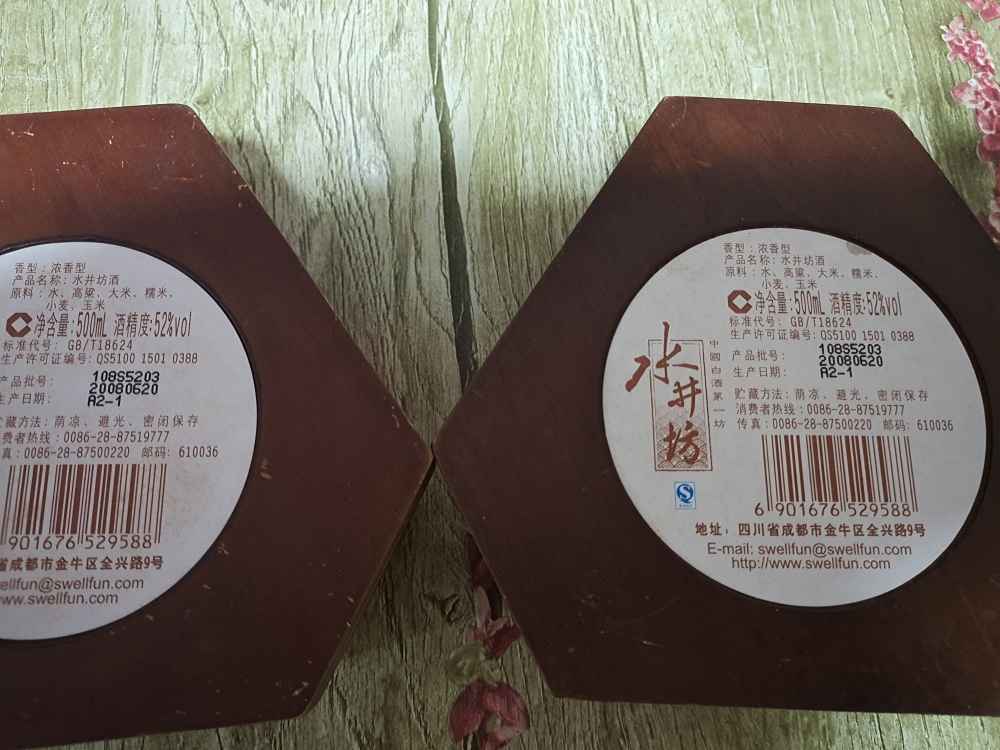 香型：浓香型
产品名称：水井坊酒
原料：水、高粱、大米、糯米、
小麦、玉米
净含量:500mL 酒精度:52%vol
标准代号：GB/T18624
生产许可证编号:QS5100 1501 0388
产品批号：108S5203
20080620
生产日期：A2-1
贮藏方法：荫凉、避光、密闭保存
消费者热线：0086-28-87519777
真：0086-28-87500220 邮码：610036
901676 529588
省成都市金牛区全兴路9号
ellfun@swellfun.com
www.swellfun.com
香型：浓香型
产品名称：水井坊酒
原料：水、高粱、大米、糯米、
小麦、玉米
净含量:500mL 酒精度:52%vol
标准代号：GB/T18624
生产许可证编号:QS5100 1501 0388
产品批号：108S5203
20080620
生产日期：A2-1
贮藏方法：荫凉、避光、密闭保存
消费者热线：0086-28-87519777
传真：0086-28-87500220 邮码：610036
水井坊
中國白酒第一坊
6 901676 529588
地址：四川省成都市金牛区全兴路9号
E-mail: swellfun@swellfun.com
http://www.swellfun.com